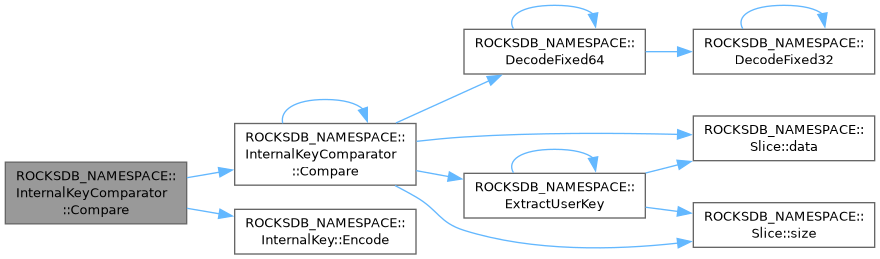 ROCKSDB_NAMESPACE::
InternalKeyComparator
::Compare
ROCKSDB_NAMESPACE::
InternalKeyComparator
::Compare
ROCKSDB_NAMESPACE::
InternalKey::Encode
ROCKSDB_NAMESPACE::
DecodeFixed64
ROCKSDB_NAMESPACE::
ExtractUserKey
ROCKSDB_NAMESPACE::
DecodeFixed32
ROCKSDB_NAMESPACE::
Slice::data
ROCKSDB_NAMESPACE::
Slice::size